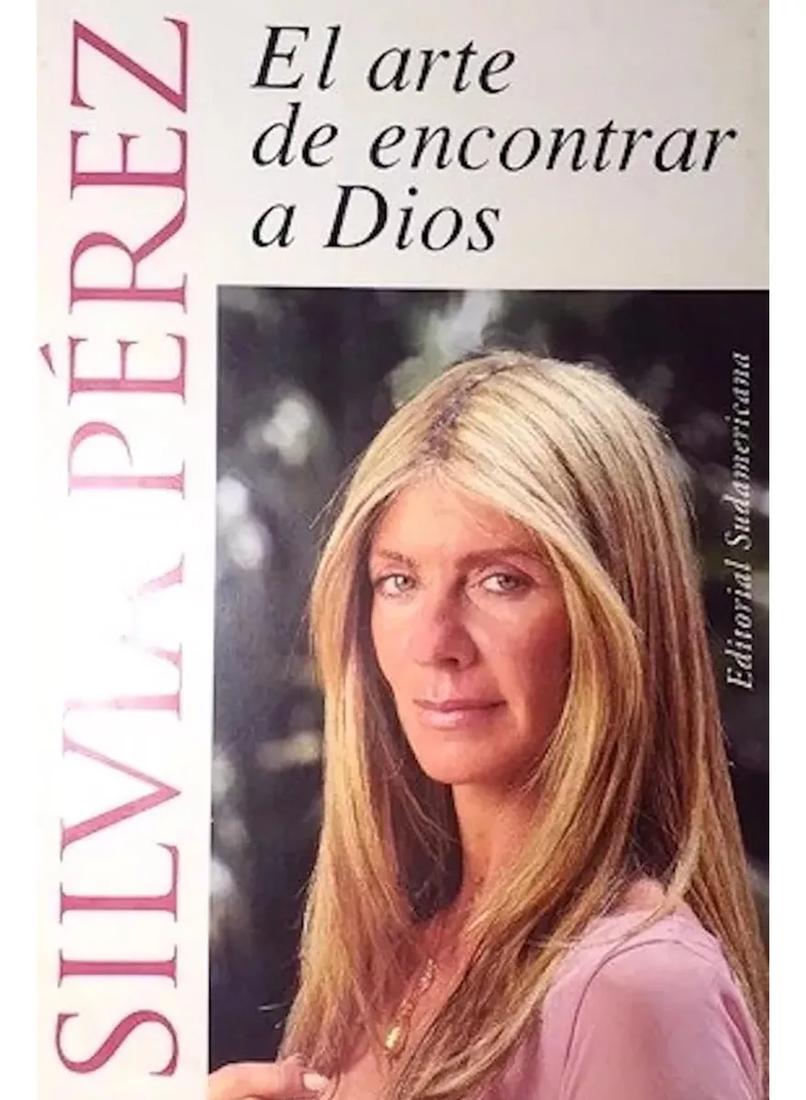 SILVIA PÉREZ
El arte
de encontrar
a Dios
Editorial Sudamericana